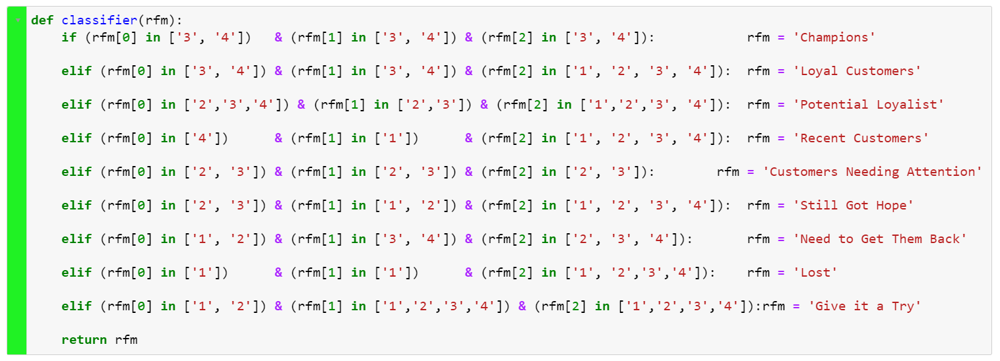 def classifier(rfm):
    if (rfm[0] in ['3', '4'])   & (rfm[1] in ['3', '4']) & (rfm[2] in ['3', '4']):            rfm = 'Champions'
    elif (rfm[0] in ['3', '4']) & (rfm[1] in ['3', '4']) & (rfm[2] in ['1', '2', '3', '4']):  rfm = 'Loyal Customers'
    elif (rfm[0] in ['2','3','4']) & (rfm[1] in ['2','3']) & (rfm[2] in ['1','2','3', '4']):  rfm = 'Potential Loyalist'
    elif (rfm[0] in ['4'])      & (rfm[1] in ['1'])      & (rfm[2] in ['1', '2', '3', '4']):  rfm = 'Recent Customers'
    elif (rfm[0] in ['2', '3']) & (rfm[1] in ['2', '3']) & (rfm[2] in ['2', '3']):        rfm = 'Customers Needing Attention'
    elif (rfm[0] in ['2', '3']) & (rfm[1] in ['1', '2']) & (rfm[2] in ['1', '2', '3', '4']):  rfm = 'Still Got Hope'
    elif (rfm[0] in ['1', '2']) & (rfm[1] in ['3', '4']) & (rfm[2] in ['2', '3', '4']):       rfm = 'Need to Get Them Back'
    elif (rfm[0] in ['1'])      & (rfm[1] in ['1'])      & (rfm[2] in ['1', '2','3','4']):    rfm = 'Lost'
    elif (rfm[0] in ['1', '2']) & (rfm[1] in ['1','2','3','4']) & (rfm[2] in ['1','2','3','4']):rfm = 'Give it a Try'
    return rfm